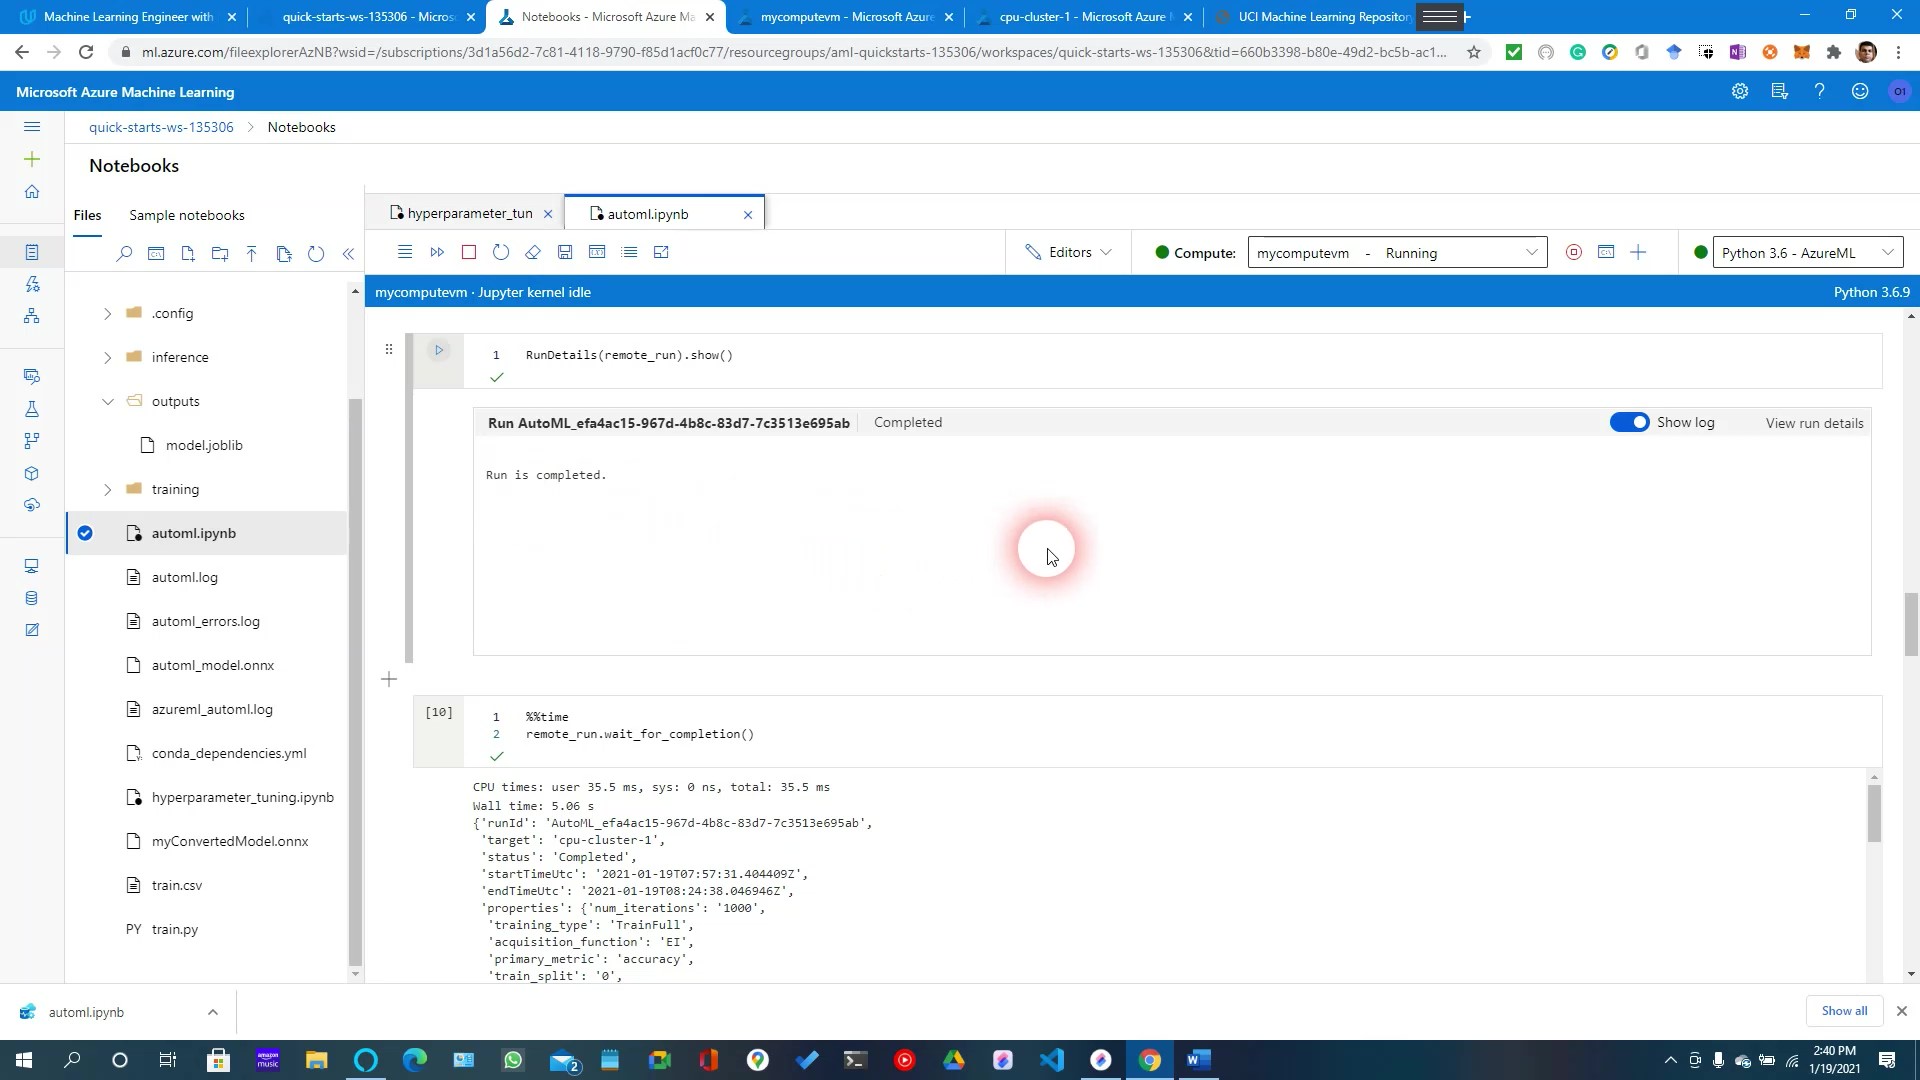 Machine Learning Engineer with
quick-starts-ws-135306 - Micros
Notebooks - Microsoft Azure Ma
mycomputevm - Microsoft Azure
cpu-cluster-1 - Microsoft Azure
UCI Machine Learning Repository
ml.azure.com/fileexplorerAzNB?wsid=/subscriptions/3d1a56d2-7c81-4118-9790-f85d1acf0c77/resourcegroups/aml-quickstarts-135306/workspaces/quick-starts-ws-135306&tid=660b3398-b80e-49d2-bc5b-ac1...
Microsoft Azure Machine Learning
O1
quick-starts-ws-135306 > Notebooks
Notebooks
Files
Sample notebooks
hyperparameter_tun
automl.ipynb
Editors
Compute:
mycomputevm - Running
Python 3.6 - AzureML
mycomputevm · Jupyter kernel idle
Python 3.6.9
.config
inference
outputs
model.joblib
training
automl.ipynb
automl.log
automl_errors.log
automl_model.onnx
azureml_automl.log
conda_dependencies.yml
hyperparameter_tuning.ipynb
myConvertedModel.onnx
train.csv
PY train.py
1 RunDetails(remote_run).show()
Run AutoML_efa4ac15-967d-4b8c-83d7-7c3513e695ab
Completed
Show log
View run details
Run is completed.
[10]
1 %%time
2 remote_run.wait_for_completion()
CPU times: user 35.5 ms, sys: 0 ns, total: 35.5 ms
Wall time: 5.06 s
{'runId': 'AutoML_efa4ac15-967d-4b8c-83d7-7c3513e695ab',
'target': 'cpu-cluster-1',
'status': 'Completed',
'startTimeUtc': '2021-01-19T07:57:31.404409Z',
'endTimeUtc': '2021-01-19T08:24:38.046946Z',
'properties': {'num_iterations': '1000',
'training_type': 'TrainFull',
'acquisition_function': 'EI',
'primary_metric': 'accuracy',
'train_split': '0',
automl.ipynb
Show all
amazon music
2
2:40 PM
1/19/2021